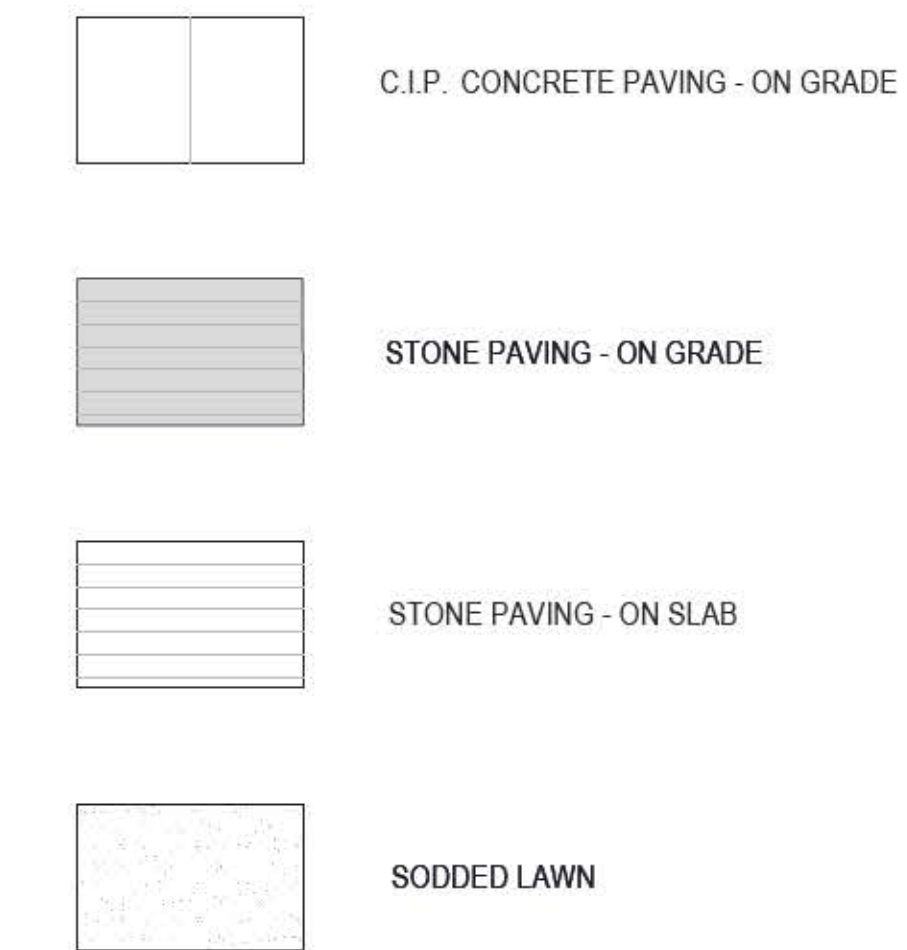 C.I.P. CONCRETE PAVING - ON GRADE
STONE PAVING - ON GRADE
STONE PAVING - ON SLAB
SODDED LAWN